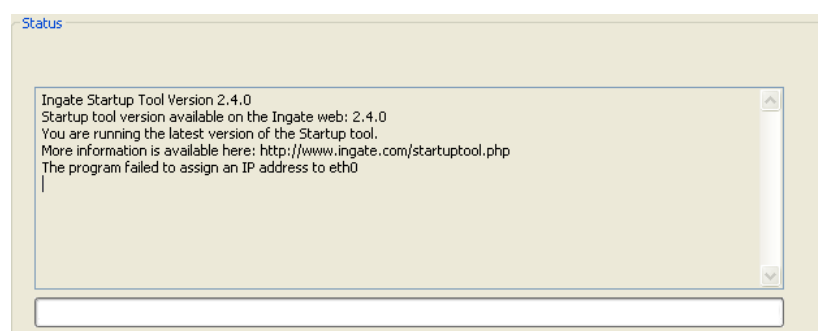 Status
Ingate Startup Tool Version 2.4.0
Startup tool version available on the Ingate web: 2.4.0
You are running the latest version of the Startup tool.
More information is available here: http://www.ingate.com/startuptool.php
The program failed to assign an IP address to eth0